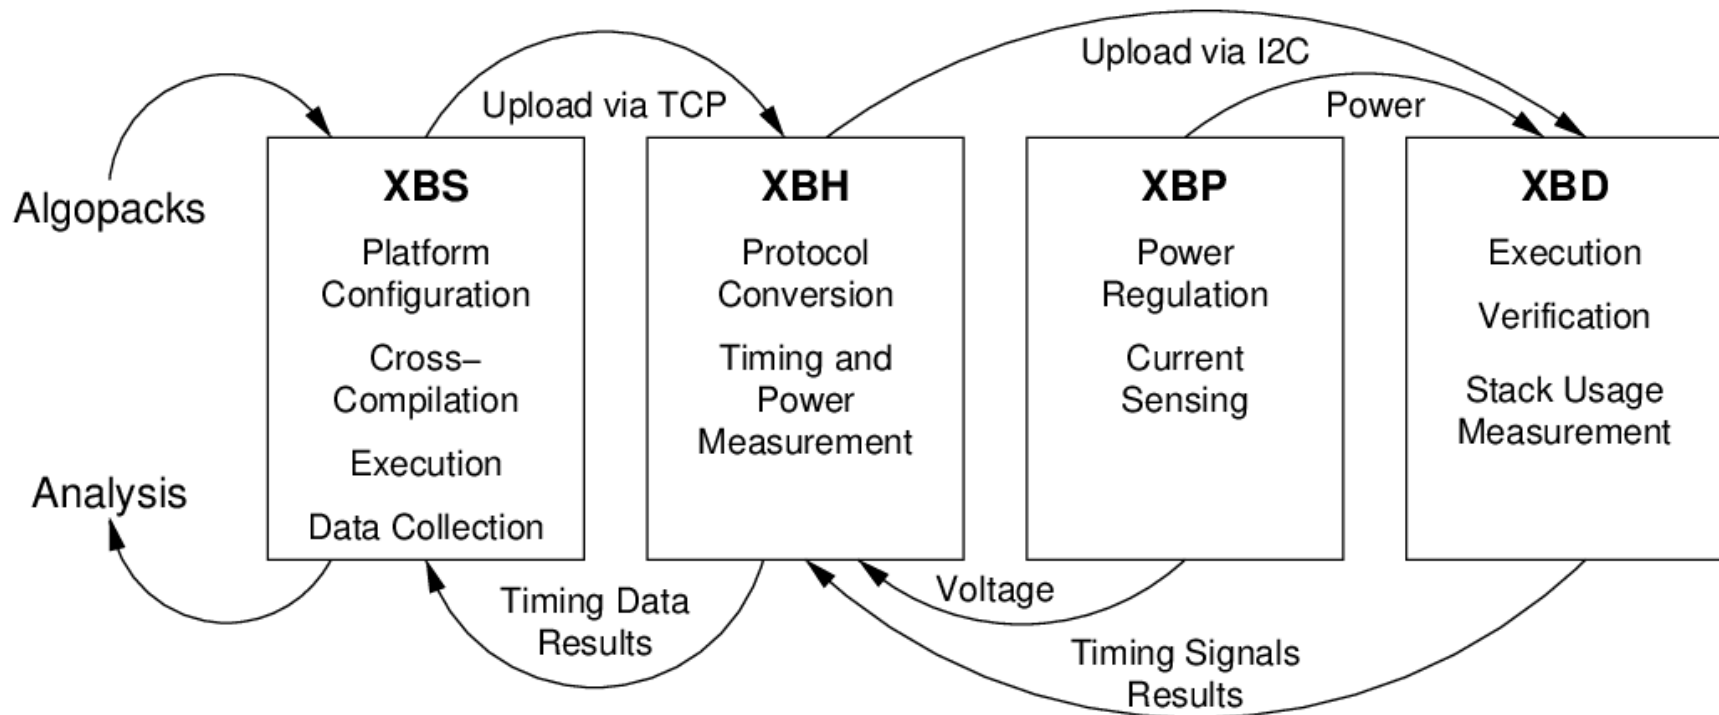 Algopacks
Analysis
Upload via TCP
Upload via I2C
Power
XBS
Platform
Configuration
Cross–
Compilation
Execution
Data Collection
XBH
Protocol
Conversion
Timing and
Power
Measurement
XBP
Power
Regulation
Current
Sensing
XBD
Execution
Verification
Stack Usage
Measurement
Timing Data
Results
Voltage
Timing Signals
Results